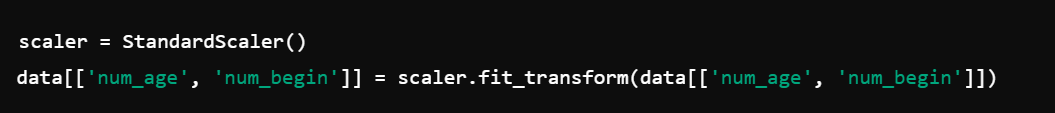 scaler = StandardScaler()
data[['num_age', 'num_begin']] = scaler.fit_transform(data[['num_age', 'num_begin']])